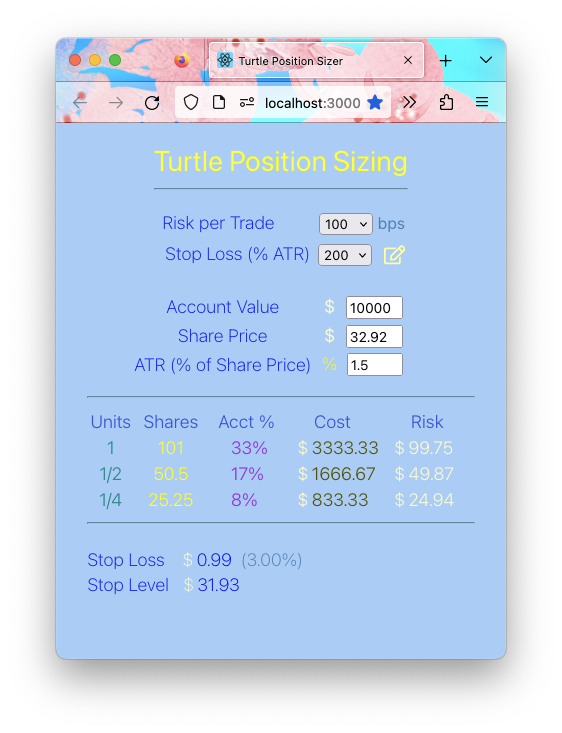 Turtle Position Sizer
localhost:3000
Turtle Position Sizing
Risk per Trade 100 bps
Stop Loss (% ATR) 200
Account Value $ 10000
Share Price $ 32.92
ATR (% of Share Price) % 1.5
Units Shares Acct % Cost Risk
1 101 33% $ 3333.33 $ 99.75
1/2 50.5 17% $ 1666.67 $ 49.87
1/4 25.25 8% $ 833.33 $ 24.94
Stop Loss $ 0.99 (3.00%)
Stop Level $ 31.93